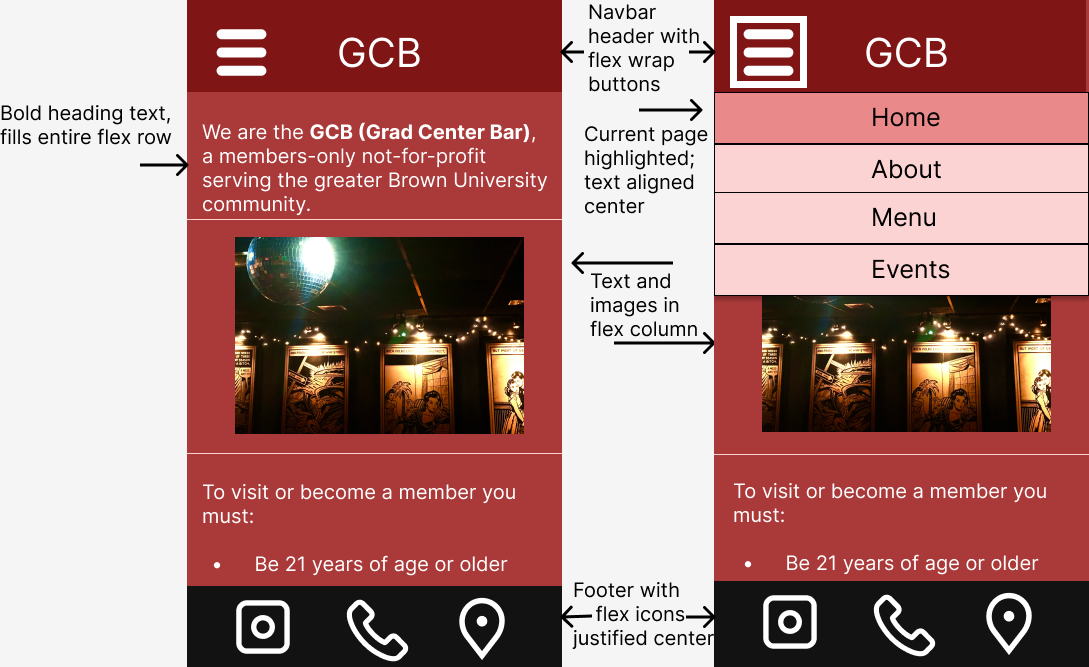 Navbar
header with
flex wrap
buttons
GCB
GCB
Bold heading text,
fills entire flex row
We are the GCB (Grad Center Bar),
a members-only not-for-profit
serving the greater Brown University
community.
Current page
highlighted;
text aligned
center
Home
About
Menu
Events
Text and
images in
flex column
To visit or become a member you
must:
• Be 21 years of age or older
To visit or become a member you
must:
• Be 21 years of age or older
Footer with
flex icons
justified center